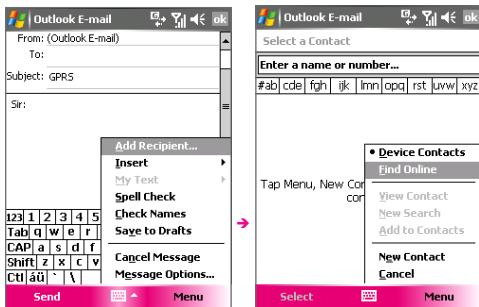 Outlook E-mail ok
From: (Outlook E-mail)
To:
Subject: GPRS
Sir:
Add Recipient...
Insert
My Text
Spell Check
Check Names
Save to Drafts
Cancel Message
Message Options...
123 1 2 3 4 5
Tab q w e r
CAP a s d f
Shift z x c v
Ctl áü ` \
Send Menu
Outlook E-mail ok
Select a Contact
Enter a name or number...
#ab cde fgh ijk lmn opq rst uvw xyz
Tap Menu, New Con
con
Device Contacts
Find Online
View Contact
New Search
Add to Contacts
New Contact
Cancel
Select Menu